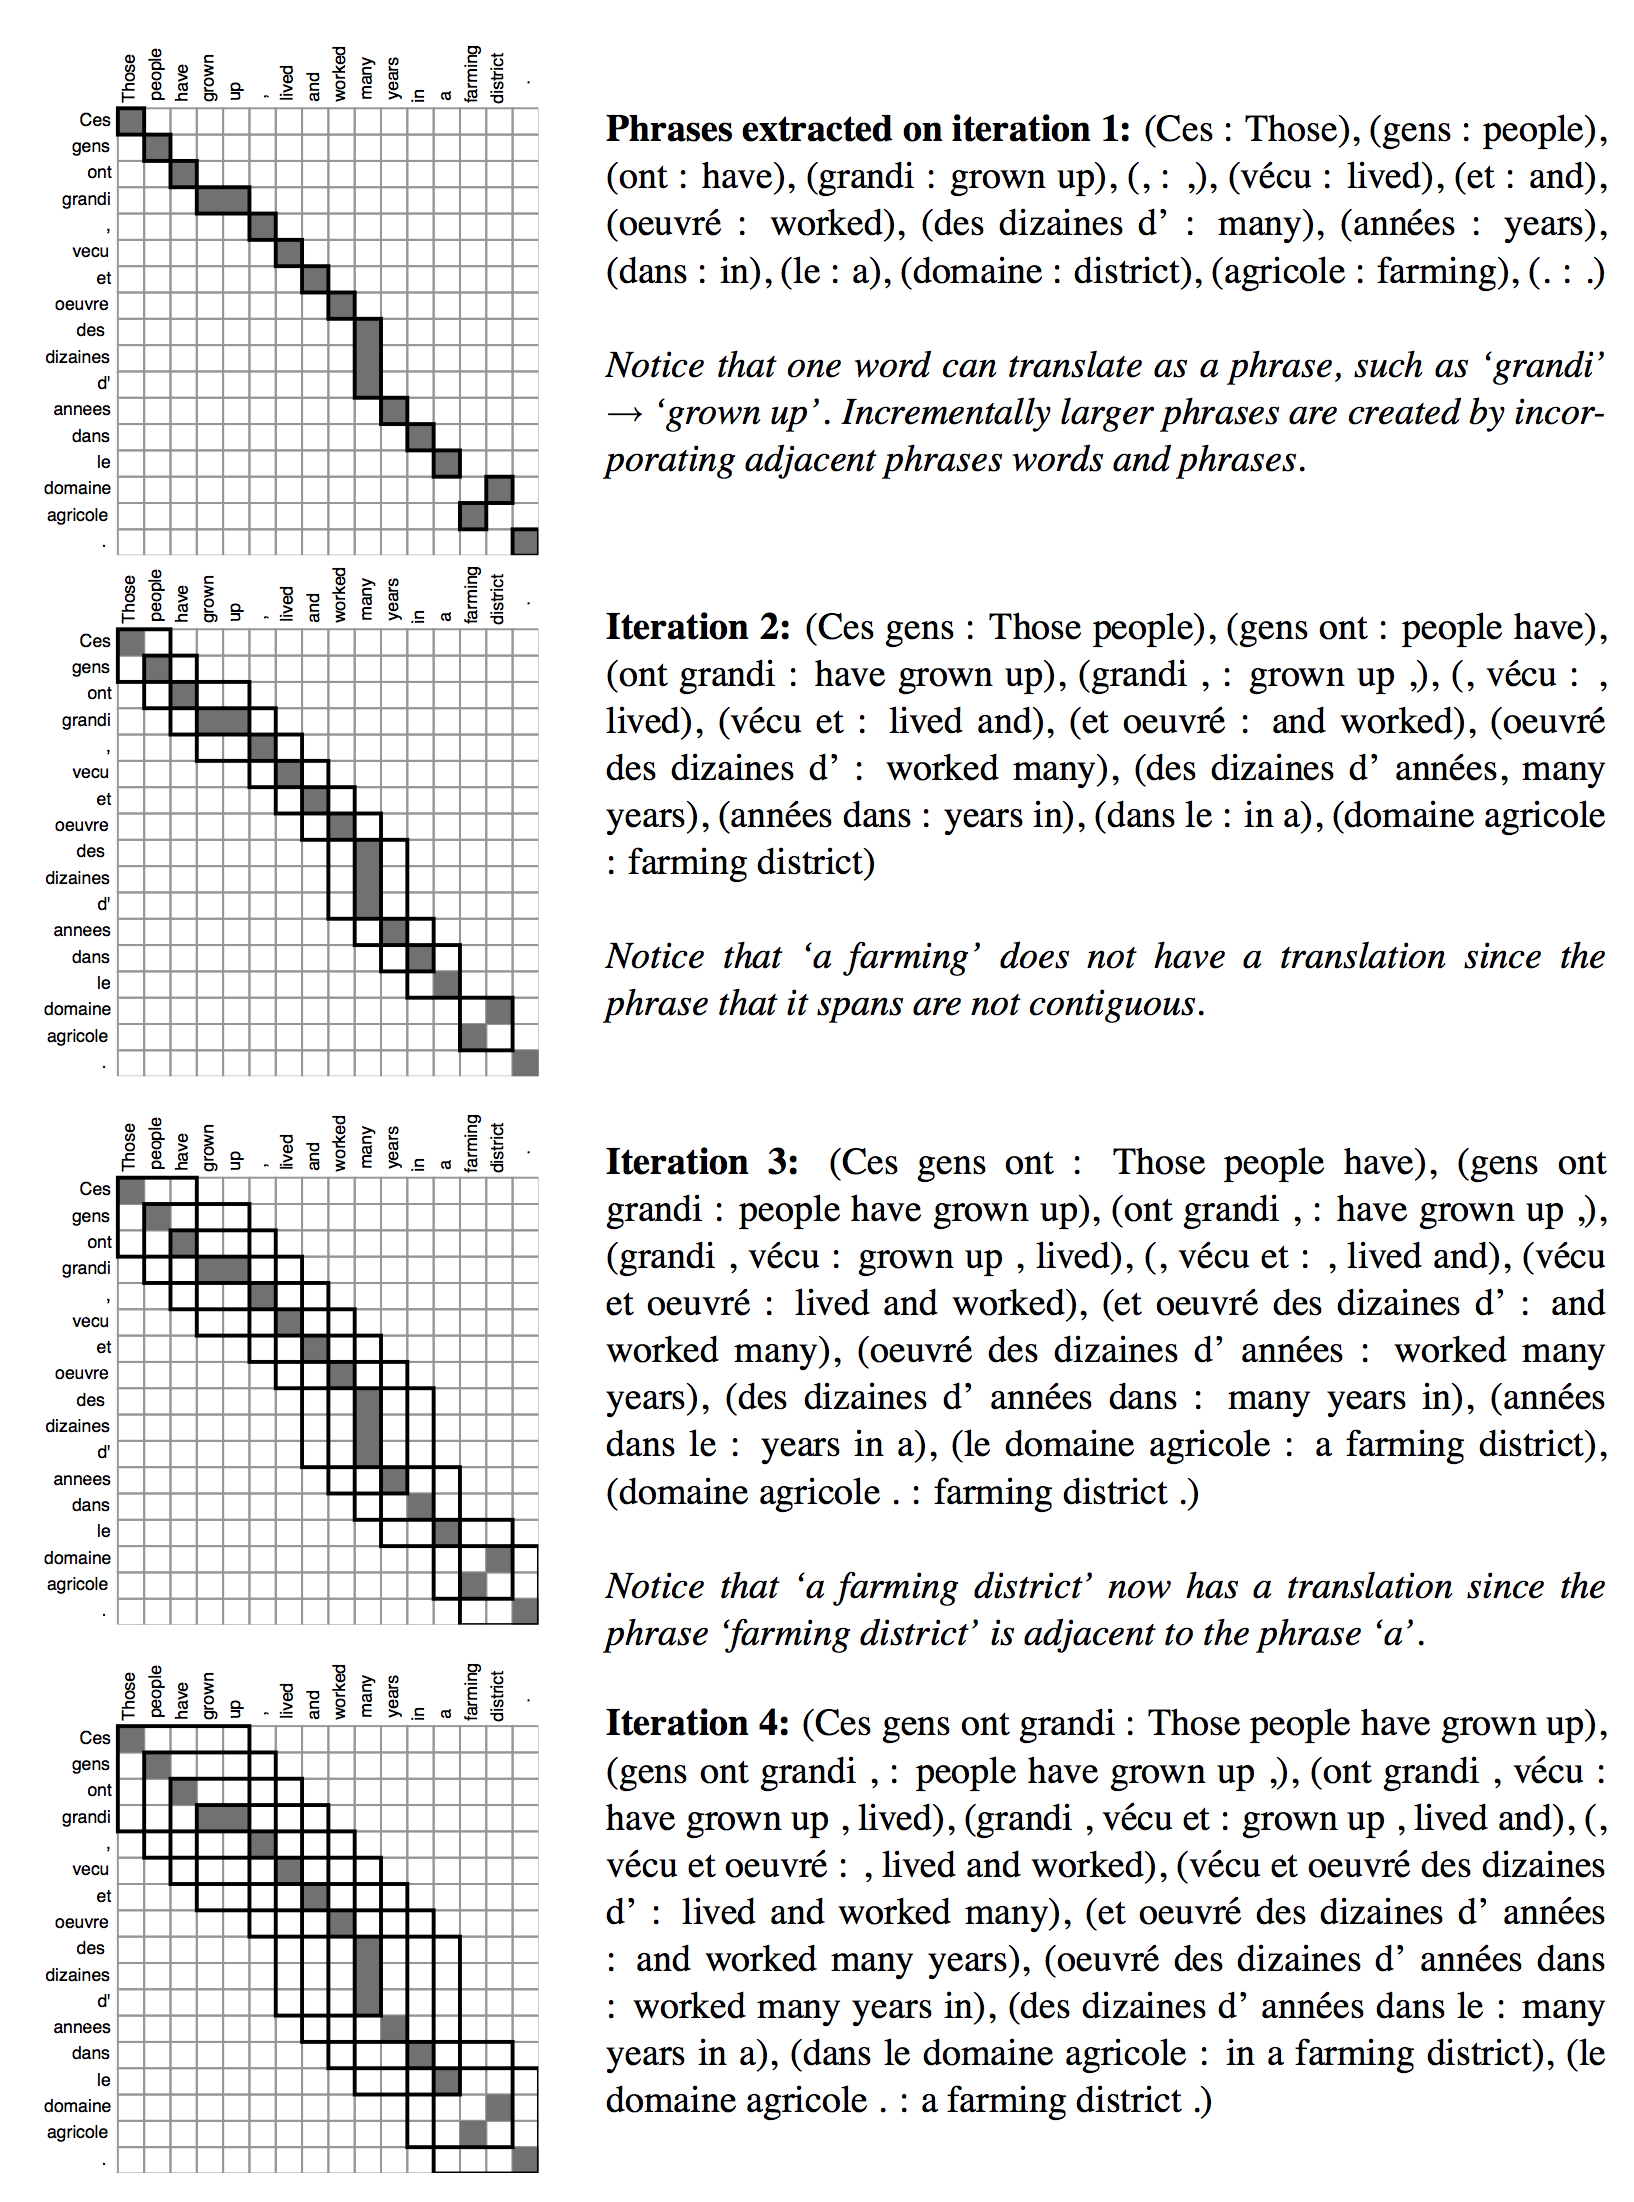 Those people have grown up , lived and worked many years in a farming district .
Ces
gens
ont
grandi
,
vecu
et
oeuvre
des
dizaines
d'
annees
dans
le
domaine
agricole
.
Phrases extracted on iteration 1: (Ces : Those), (gens : people),
(ont : have), (grandi : grown up), (, : ,), (vécu : lived), (et : and),
(oeuvré : worked), (des dizaines d’ : many), (années : years),
(dans : in), (le : a), (domaine : district), (agricole : farming), (. : .)
Notice that one word can translate as a phrase, such as ‘grandi’
→ ‘grown up’. Incrementally larger phrases are created by incor-
porating adjacent phrases words and phrases.
Those people have grown up , lived and worked many years in a farming district .
Ces
gens
ont
grandi
,
vecu
et
oeuvre
des
dizaines
d'
annees
dans
le
domaine
agricole
.
Iteration 2: (Ces gens : Those people), (gens ont : people have),
(ont grandi : have grown up), (grandi , : grown up ,), (, vécu : ,
lived), (vécu et : lived and), (et oeuvré : and worked), (oeuvré
des dizaines d’ : worked many), (des dizaines d’ années, many
years), (années dans : years in), (dans le : in a), (domaine agricole
: farming district)
Notice that ‘a farming’ does not have a translation since the
phrase that it spans are not contiguous.
Those people have grown up , lived and worked many years in a farming district .
Ces
gens
ont
grandi
,
vecu
et
oeuvre
des
dizaines
d'
annees
dans
le
domaine
agricole
.
Iteration 3: (Ces gens ont : Those people have), (gens ont
grandi : people have grown up), (ont grandi , : have grown up ,),
(grandi , vécu : grown up , lived), (, vécu et : , lived and), (vécu
et oeuvré : lived and worked), (et oeuvré des dizaines d’ : and
worked many), (oeuvré des dizaines d’ années : worked many
years), (des dizaines d’ années dans : many years in), (années
dans le : years in a), (le domaine agricole : a farming district),
(domaine agricole . : farming district .)
Notice that ‘a farming district’ now has a translation since the
phrase ‘farming district’ is adjacent to the phrase ‘a’.
Those people have grown up , lived and worked many years in a farming district .
Ces
gens
ont
grandi
,
vecu
et
oeuvre
des
dizaines
d'
annees
dans
le
domaine
agricole
.
Iteration 4: (Ces gens ont grandi : Those people have grown up),
(gens ont grandi , : people have grown up ,), (ont grandi , vécu :
have grown up , lived), (grandi , vécu et : grown up , lived and), (,
vécu et oeuvré : , lived and worked), (vécu et oeuvré des dizaines
d’ : lived and worked many), (et oeuvré des dizaines d’ années
: and worked many years), (oeuvré des dizaines d’ années dans
: worked many years in), (des dizaines d’ années dans le : many
years in a), (dans le domaine agricole : in a farming district), (le
domaine agricole . : a farming district .)